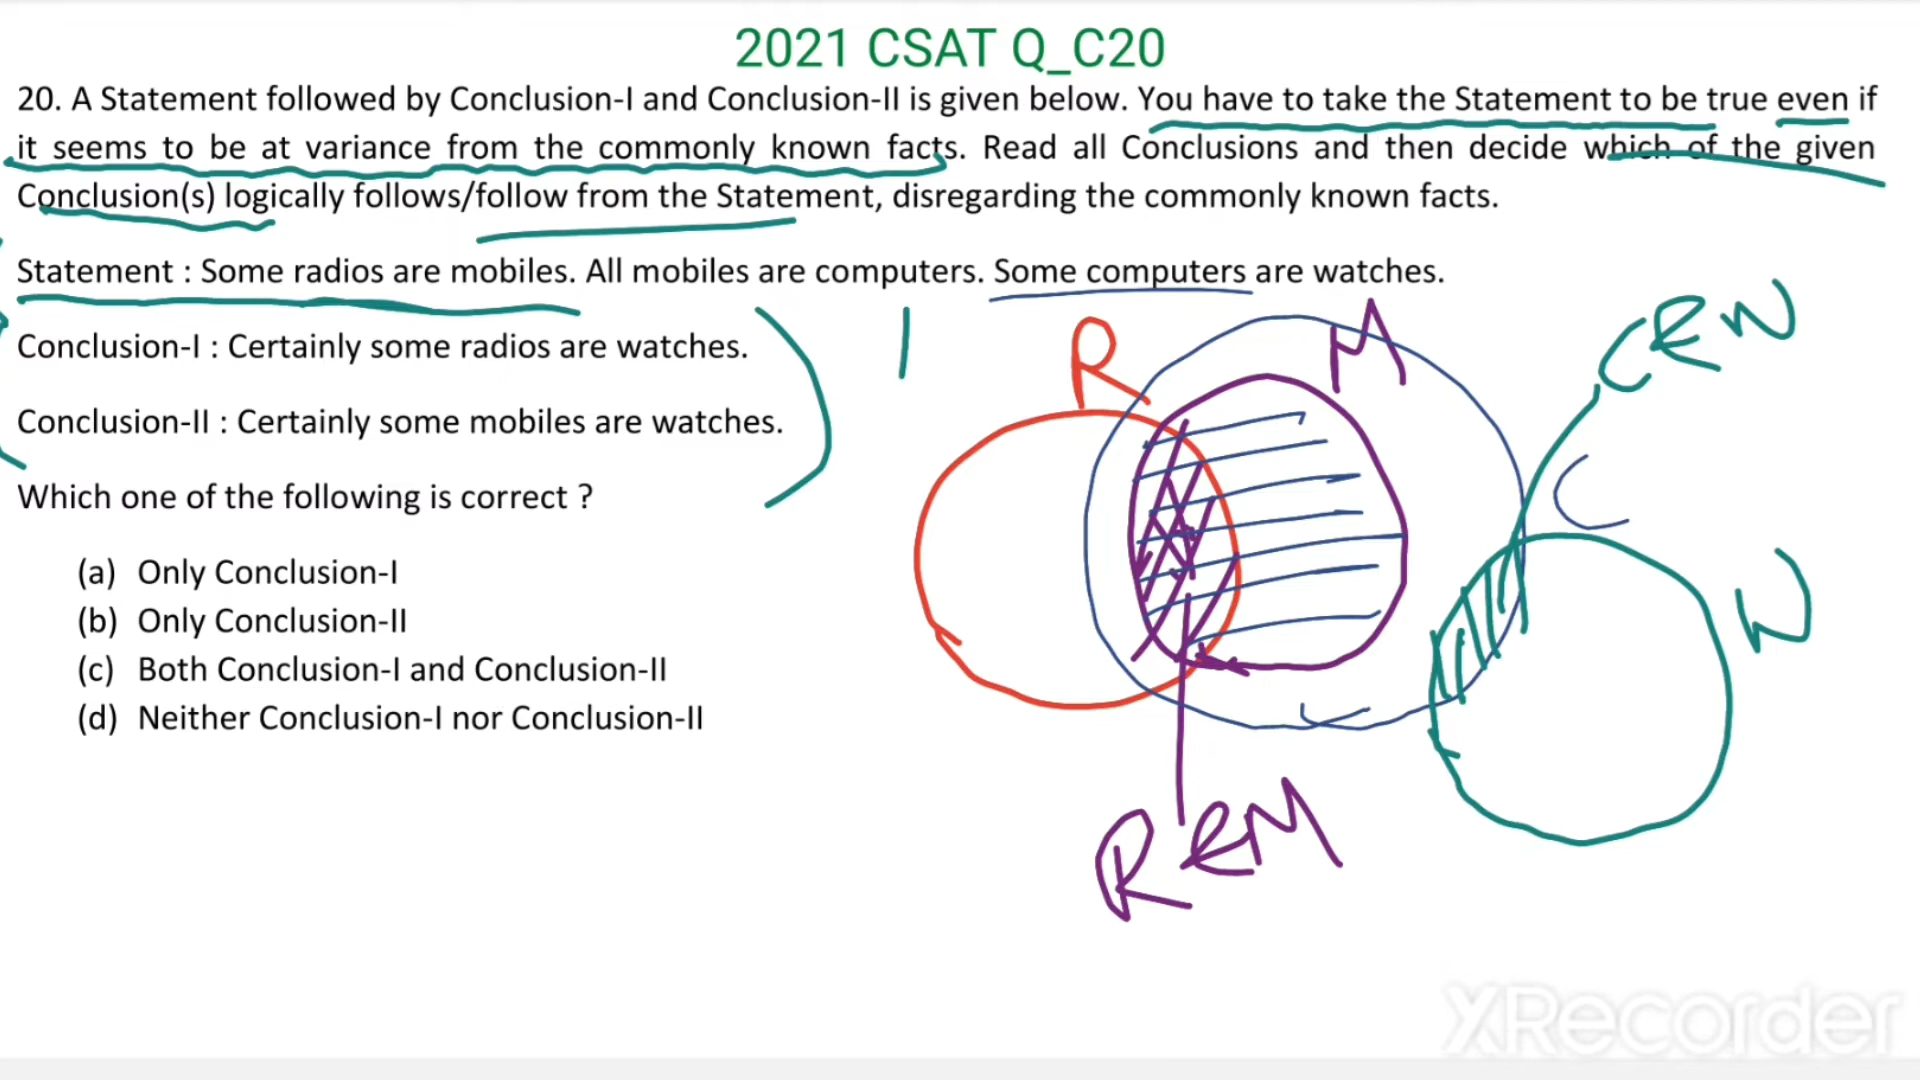 2021 CSAT Q_C20
20. A Statement followed by Conclusion-I and Conclusion-II is given below. You have to take the Statement to be true even if
it seems to be at variance from the commonly known facts. Read all Conclusions and then decide which of the given
Conclusion(s) logically follows/follow from the Statement, disregarding the commonly known facts.
Statement : Some radios are mobiles. All mobiles are computers. Some computers are watches.
Conclusion-I : Certainly some radios are watches.
Conclusion-II : Certainly some mobiles are watches.
Which one of the following is correct ?
(a) Only Conclusion-I
(b) Only Conclusion-II
(c) Both Conclusion-I and Conclusion-II
(d) Neither Conclusion-I nor Conclusion-II
R
M
C
W
XRecorder